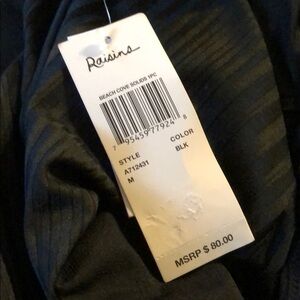 Raisins
BEACH COVE SOLIDS 1PC
7 95459 77924 8
STYLE COLOR
A712431 BLK
M
MSRP $ 80.00